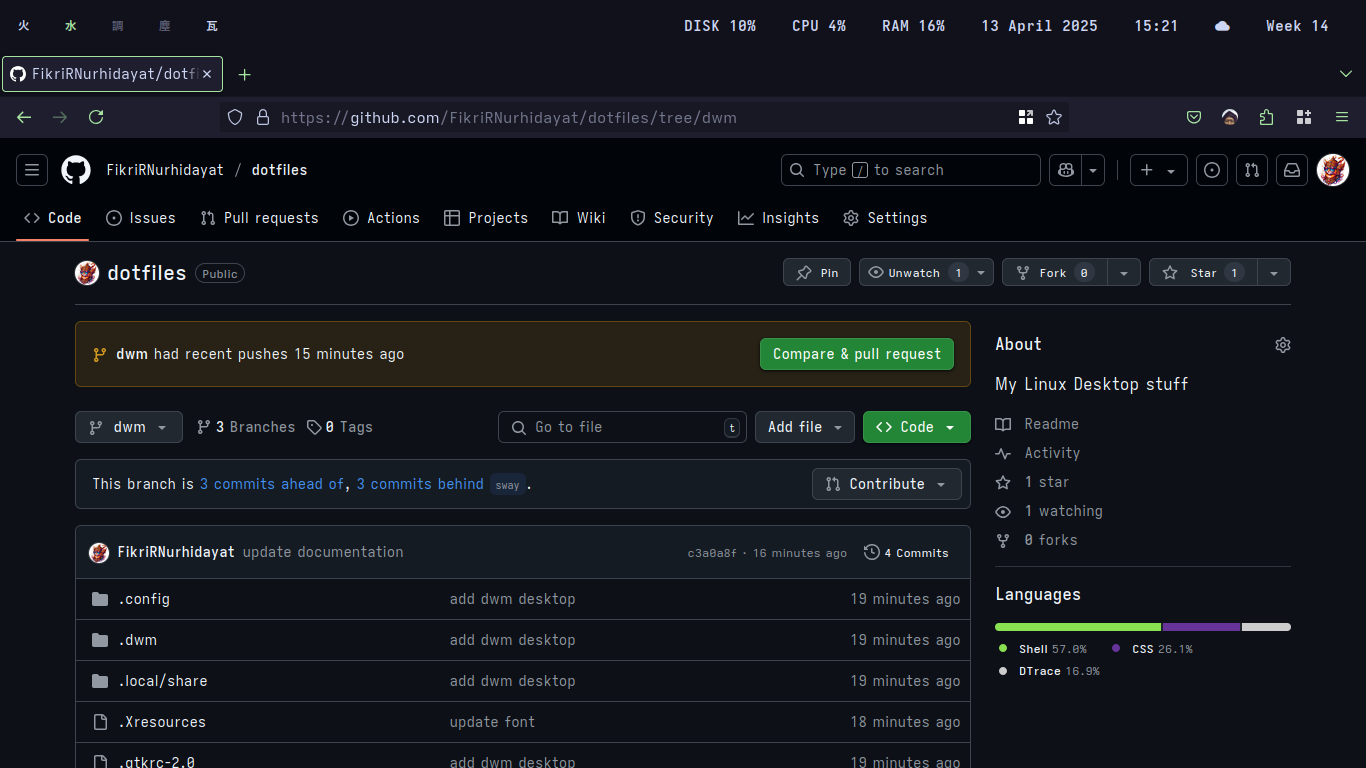 火 水 調 塵 瓦 DISK 10% CPU 4% RAM 16% 13 April 2025 15:21 Week 14
FikriRNurhidayat/dotfi
https://github.com/FikriRNurhidayat/dotfiles/tree/dwm
FikriRNurhidayat / dotfiles Type / to search
Code Issues Pull requests Actions Projects Wiki Security Insights Settings
dotfiles Public Pin Unwatch 1 Fork 0 Star 1
dwm had recent pushes 15 minutes ago Compare & pull request
About
My Linux Desktop stuff
dwm 3 Branches 0 Tags Go to file t Add file Code
Readme
Activity
This branch is 3 commits ahead of, 3 commits behind sway. Contribute
1 star
1 watching
0 forks
FikriRNurhidayat update documentation c3a0a8f · 16 minutes ago 4 Commits
.config add dwm desktop 19 minutes ago
.dwm add dwm desktop 19 minutes ago
.local/share add dwm desktop 19 minutes ago
.Xresources update font 18 minutes ago
.gtkrc-2.0 add dwm desktop 19 minutes ago
Languages
Shell 57.0% CSS 26.1%
DTrace 16.9%